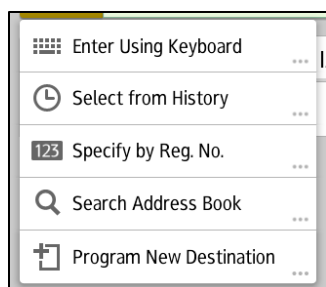 Enter Using Keyboard
Select from History
123 Specify by Reg. No.
Search Address Book
Program New Destination